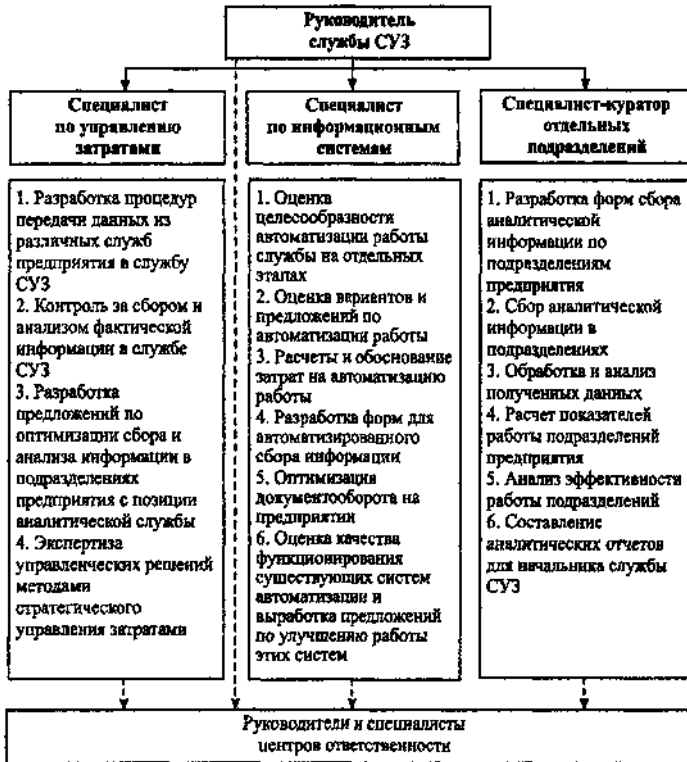 Руководитель
службы СУЗ
Специалист
по управлению
затратами
Специалист
по информационным
системам
Специалист-куратор
отдельных
подразделений
1. Разработка процедур
передачи данных из
различных служб
предприятия в службу
СУЗ
2. Контроль за сбором и
анализом фактической
информации в службе
СУЗ
3. Разработка
предложений по
оптимизации сбора и
анализа информации в
подразделениях
предприятия с позиции
аналитической службы
4. Экспертиза
управленческих решений
методами
стратегического
управления затратами
1. Оценка
целесообразности
автоматизации работы
службы на отдельных
этапах
2. Оценка вариантов и
предложений по
автоматизации работы
3. Расчеты и обоснование
затрат на автоматизацию
работы
4. Разработка форм для
автоматизированного
сбора информации
5. Оптимизация
документооборота на
предприятии
6. Оценка качества
функционирования
существующих систем
автоматизации и
выработка предложений
по улучшению работы
этих систем
1. Разработка форм сбора
аналитической
информации по
подразделениям
предприятия
2. Сбор аналитической
информации в
подразделениях
3. Обработка и анализ
полученных данных
4. Расчет показателей
работы подразделений
предприятия
5. Анализ эффективности
работы подразделений
6. Составление
аналитических отчетов
для начальника службы
СУЗ
Руководители и специалисты
центров ответственности